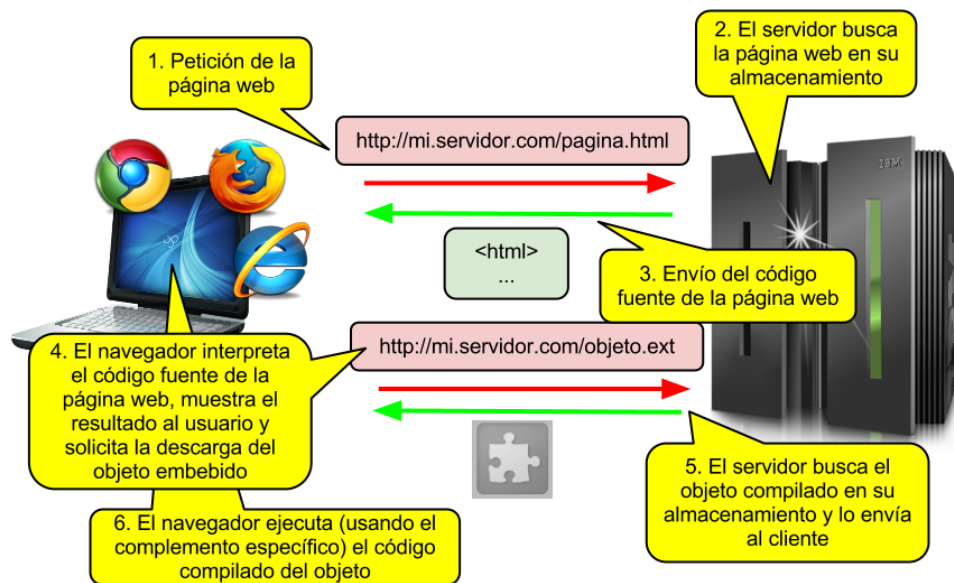 1. Petición de la
página web
2. El servidor busca
la página web en su
almacenamiento
http://mi.servidor.com/pagina.html
IBM
<html>
...
3. Envío del código
fuente de la página web
http://mi.servidor.com/objeto.ext
4. El navegador interpreta
el código fuente de la
página web, muestra el
resultado al usuario y
solicita la descarga del
objeto embebido
5. El servidor busca el
objeto compilado en su
almacenamiento y lo envía
al cliente
6. El navegador ejecuta (usando el
complemento específico) el código
compilado del objeto